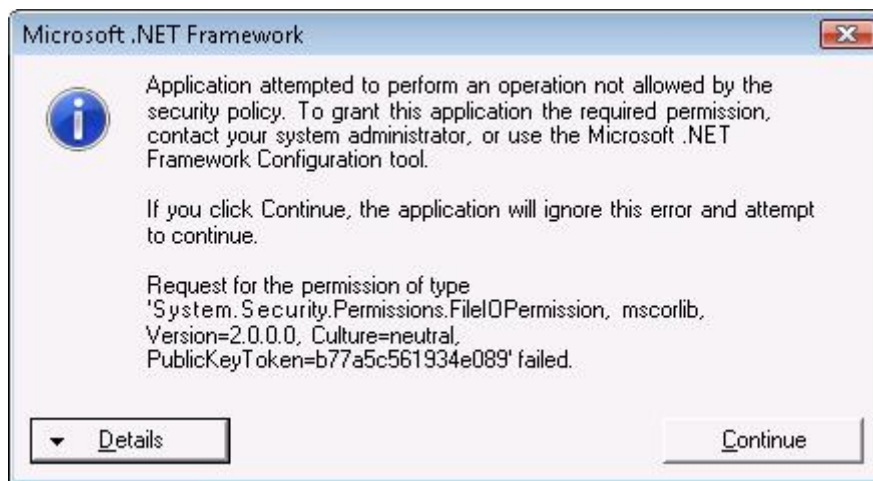 Microsoft .NET Framework
Application attempted to perform an operation not allowed by the
security policy. To grant this application the required permission,
contact your system administrator, or use the Microsoft .NET
Framework Configuration tool.
If you click Continue, the application will ignore this error and attempt
to continue.
Request for the permission of type
'System.Security.Permissions.FileIOPermission, mscorlib,
Version=2.0.0.0, Culture=neutral,
PublicKeyToken=b77a5c561934e089' failed.
Details
Continue